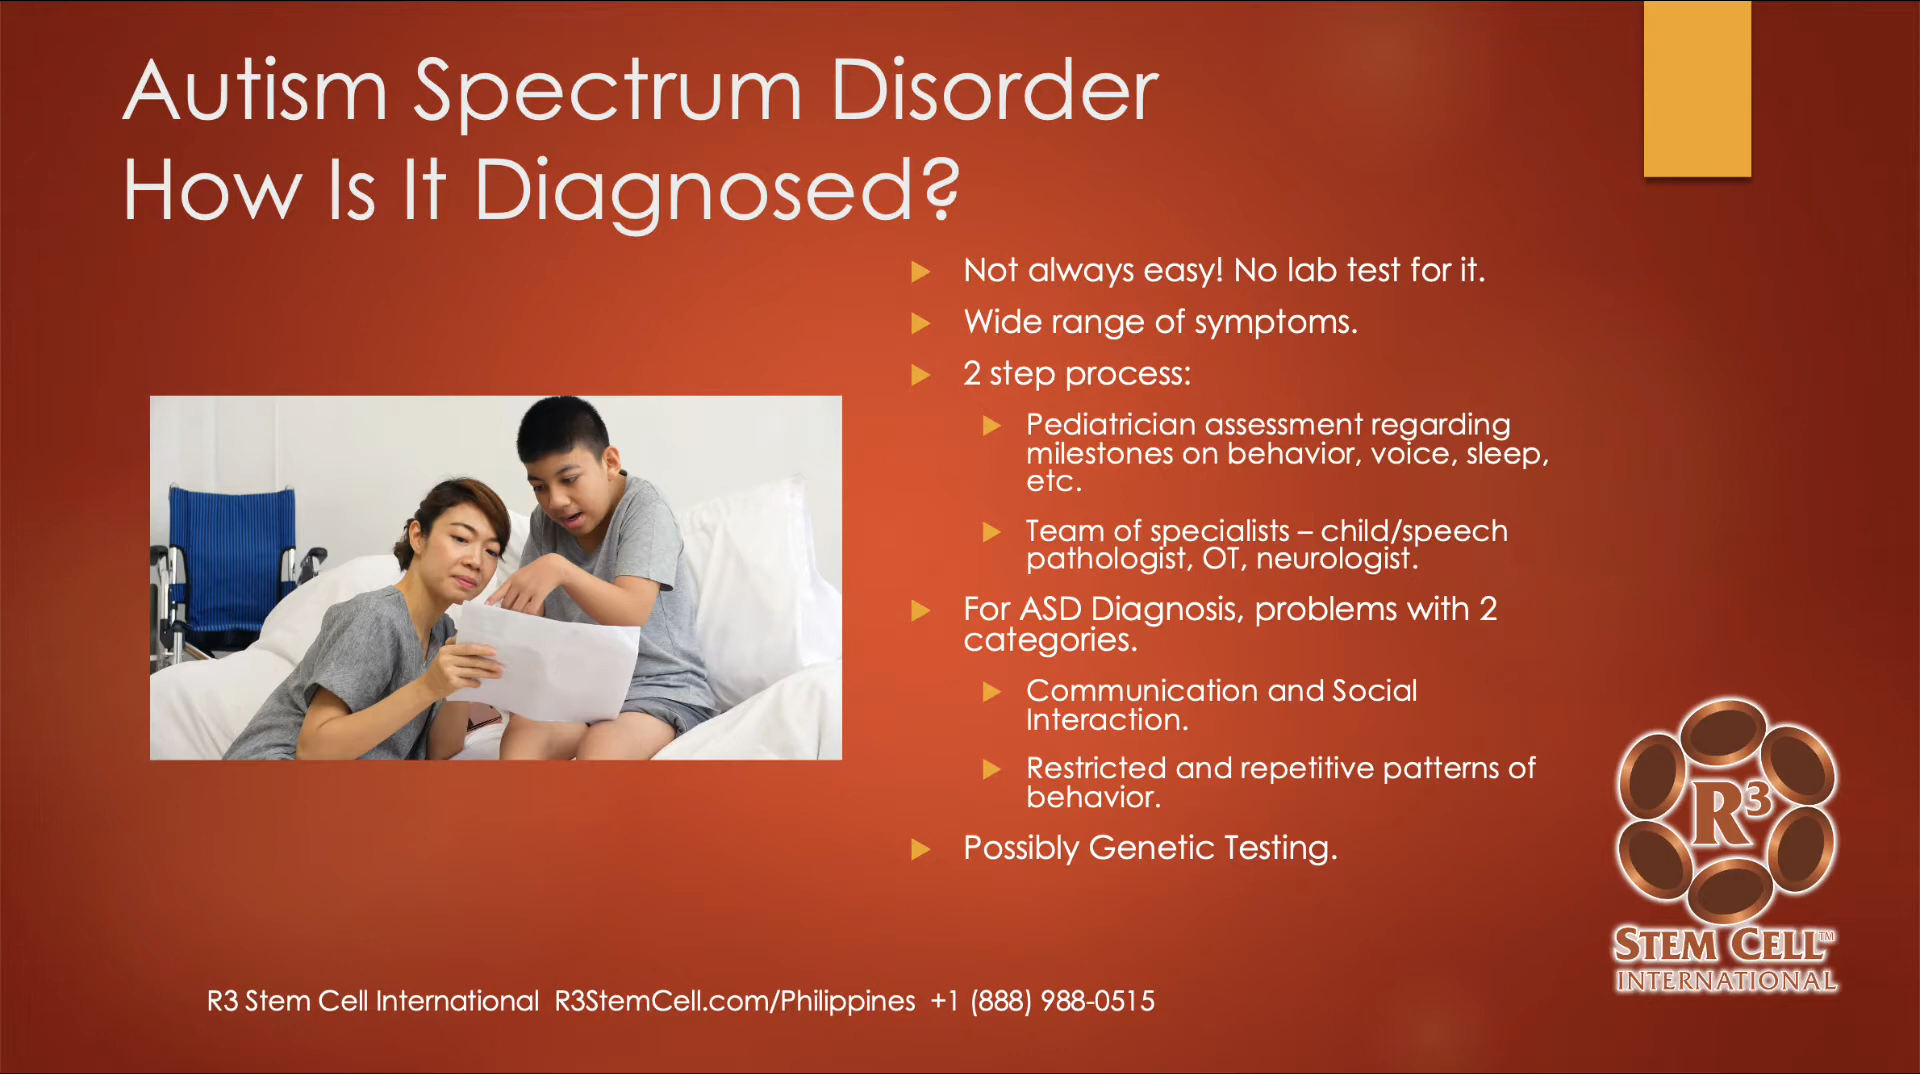 Autism Spectrum Disorder
How Is It Diagnosed?
Not always easy! No lab test for it.
Wide range of symptoms.
2 step process:
Pediatrician assessment regarding
milestones on behavior, voice, sleep,
etc.
Team of specialists – child/speech
pathologist, OT, neurologist.
For ASD Diagnosis, problems with 2
categories.
Communication and Social
Interaction.
Restricted and repetitive patterns of
behavior.
Possibly Genetic Testing.
R3
STEM CELL™
INTERNATIONAL
R3 Stem Cell International R3StemCell.com/Philippines +1 (888) 988-0515